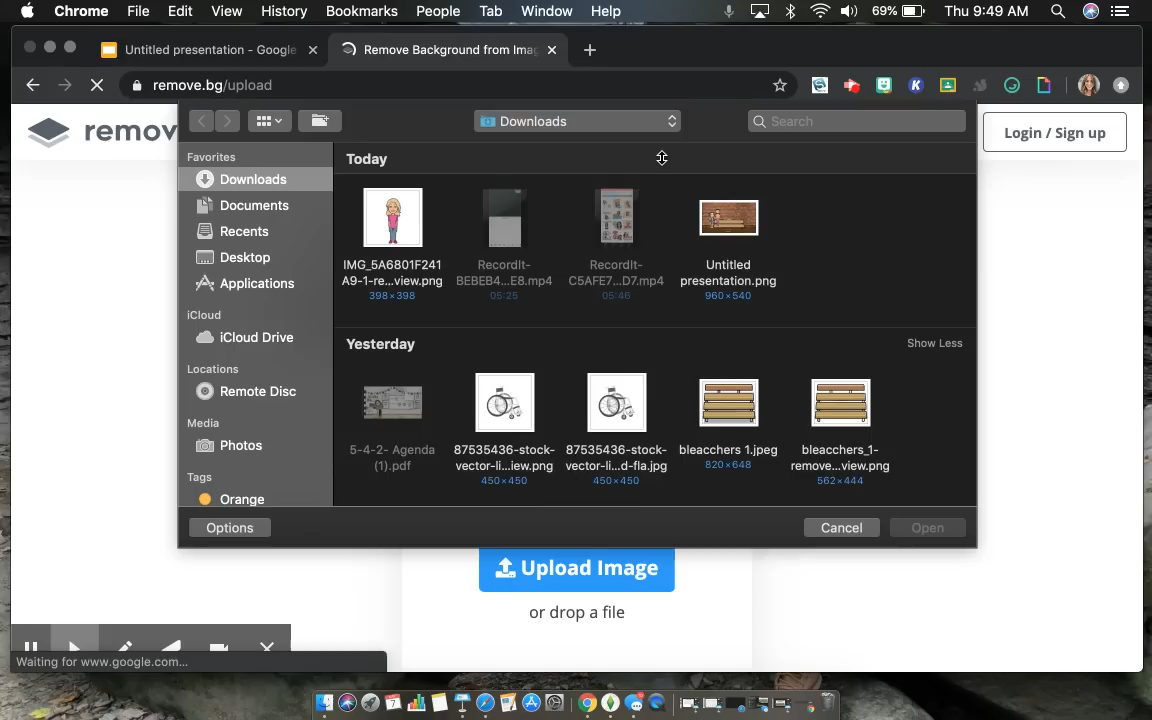 Chrome File Edit View History Bookmarks People Tab Window Help 69% Thu 9:49 AM
Untitled presentation - Google Remove Background from Imag
remove.bg/upload
remov
Login / Sign up
Downloads
Search
Favorites
Downloads
Documents
Recents
Desktop
Applications
iCloud
iCloud Drive
Locations
Remote Disc
Media
Photos
Tags
Orange
Today
IMG_5A6801F241
A9-1-re...view.png
398×398
RecordIt-
BEBEB4...E8.mp4
05:25
RecordIt-
C5AFE7...D7.mp4
05:46
Untitled
presentation.png
960×540
Yesterday
Show Less
5-4-2- Agenda
(1).pdf
87535436-stock-
vector-li...iew.png
450×450
87535436-stock-
vector-li...d-fla.jpg
450×450
bleacchers 1.jpeg
820×648
bleacchers_1-
remove...view.png
562×444
Options
Cancel
Open
Upload Image
or drop a file
Waiting for www.google.com...